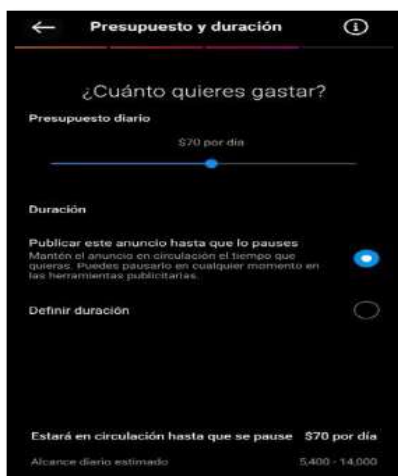 Presupuesto y duración
¿Cuánto quieres gastar?
Presupuesto diario
$70 por día
Duración
Publicar este anuncio hasta que lo pauses
Mantén el anuncio en circulación el tiempo que
quieras. Puedes pausarlo en cualquier momento en
las herramientas publicitarias.
Definir duración
Estará en circulación hasta que se pause $70 por día
Alcance diario estimado 5,400 - 14,000